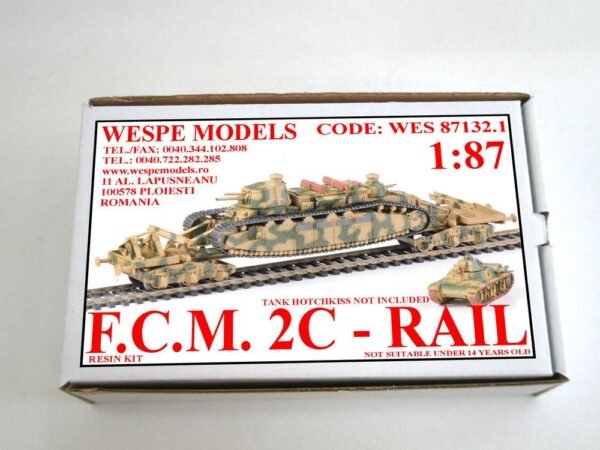 WESPE MODELS CODE: WES 87132.1
TEL./FAX: 0040.344.102.808
TEL.: 0040.722.282.285
www.wespemodels.ro
11 AL. LAPUSNEANU
100578 PLOIESTI
ROMANIA
1:87
TANK HOTCHKISS NOT INCLUDED
F.C.M. 2C - RAIL
RESIN KIT
NOT SUITABLE UNDER 14 YEARS OLD